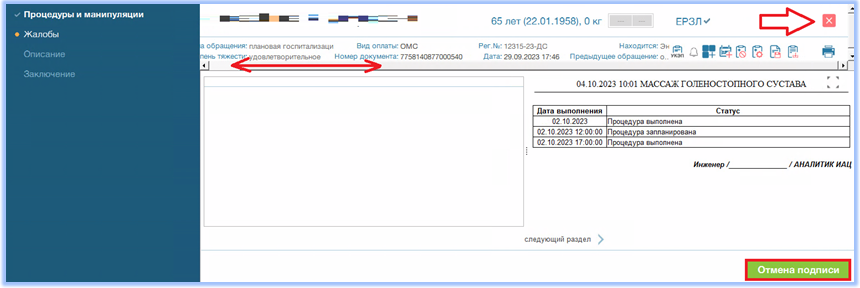 Процедуры и манипуляции
Жалобы
Описание
Заключение
65 лет (22.01.1958), 0 кг
ЕРЗЛ
а обращения: плановая госпитализаци Вид оплаты: ОМС Рег.№: 12315-23-ДС Находится: Эн
пень тяжести: удовлетворительное Номер документа: 7758140877000540 Дата: 29.09.2023 17:46 Предыдущее обращение: о...
УКЭП
04.10.2023 10:01 МАССАЖ ГОЛЕНОСТОПНОГО СУСТАВА
Дата выполнения Статус
02.10.2023 Процедура выполнена
02.10.2023 12:00:00 Процедура запланирована
02.10.2023 17:00:00 Процедура выполнена
Инженер /_______________ / АНАЛИТИК ИАЦ
следующий раздел
Отмена подписи